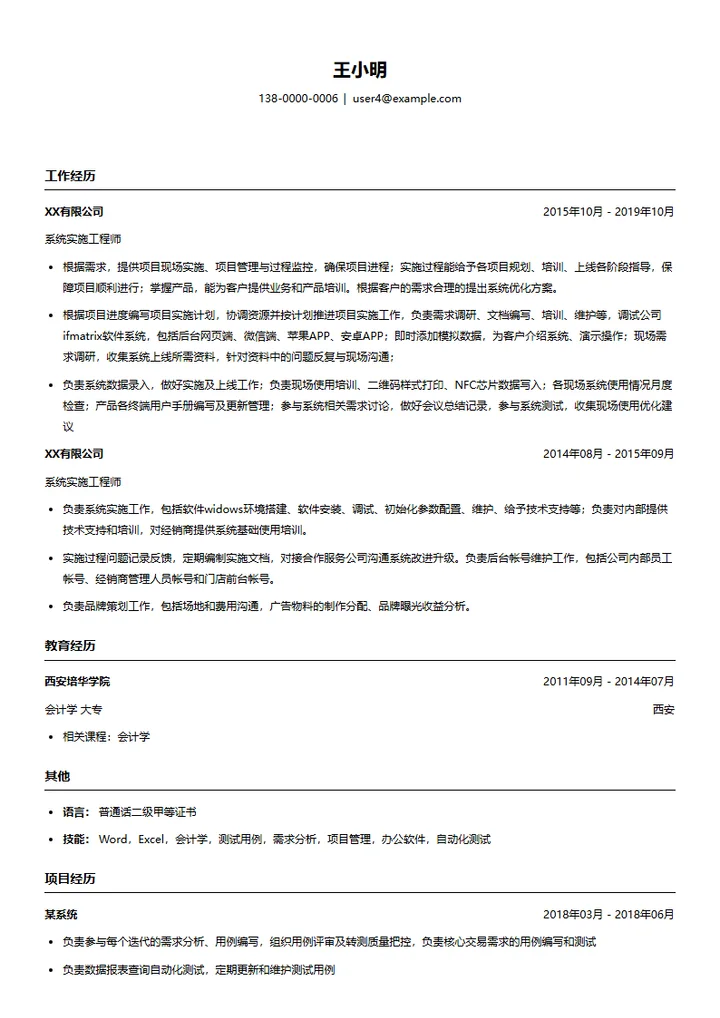 王小明
138-0000-0006 | user4@example.com
工作经历
XX有限公司 2015年10月 - 2019年10月
系统实施工程师
• 根据需求，提供项目现场实施、项目管理与过程监控，确保项目进程；实施过程能给予各项目规划、培训、上线各阶段指导，保
障项目顺利进行；掌握产品，能为客户提供业务和产品培训。根据客户的需求合理的提出系统优化方案。
• 根据项目进度编写项目实施计划，协调资源并按计划推进项目实施工作，负责需求调研、文档编写、培训、维护等，调试公司
ifmatrix软件系统，包括后台网页端、微信端、苹果APP、安卓APP；即时添加模拟数据，为客户介绍系统、演示操作；现场需
求调研，收集系统上线所需资料，针对资料中的问题反复与现场沟通；
• 负责系统数据录入，做好实施及上线工作；负责现场使用培训、二维码样式打印、NFC芯片数据写入；各现场系统使用情况月度
检查；产品各终端用户手册编写及更新管理；参与系统相关需求讨论，做好会议总结记录，参与系统测试，收集现场使用优化建
议
XX有限公司 2014年08月 - 2015年09月
系统实施工程师
• 负责系统实施工作，包括软件widows环境搭建、软件安装、调试、初始化参数配置、维护、给予技术支持等；负责对内部提供
技术支持和培训，对经销商提供系统基础使用培训。
• 实施过程问题记录反馈，定期编制实施文档，对接合作服务公司沟通系统改进升级。负责后台帐号维护工作，包括公司内部员工
帐号、经销商管理人员帐号和门店前台帐号。
• 负责品牌策划工作，包括场地和费用沟通，广告物料的制作分配、品牌曝光收益分析。
教育经历
西安培华学院 2011年09月 - 2014年07月
会计学 大专 西安
• 相关课程：会计学
其他
• 语言： 普通话二级甲等证书
• 技能： Word，Excel，会计学，测试用例，需求分析，项目管理，办公软件，自动化测试
项目经历
某系统 2018年03月 - 2018年06月
• 负责参与每个迭代的需求分析、用例编写，组织用例评审及转测质量把控，负责核心交易需求的用例编写和测试
• 负责数据报表查询自动化测试，定期更新和维护测试用例